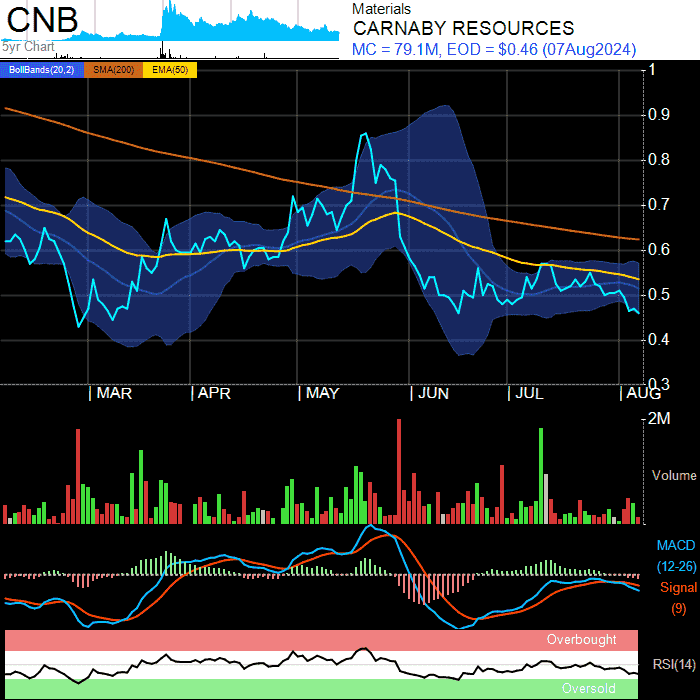 CNB
5yr Chart
Materials
CARNABY RESOURCES
MC = 79.1M, EOD = $0.46 (07Aug2024)
BollBands(20,2) SMA(200) EMA(50)
1
0.9
0.8
0.7
0.6
0.5
0.4
0.3
MAR APR MAY JUN JUL AUG
2M
Volume
MACD
(12-26)
Signal
(9)
Overbought
RSI(14)
Oversold